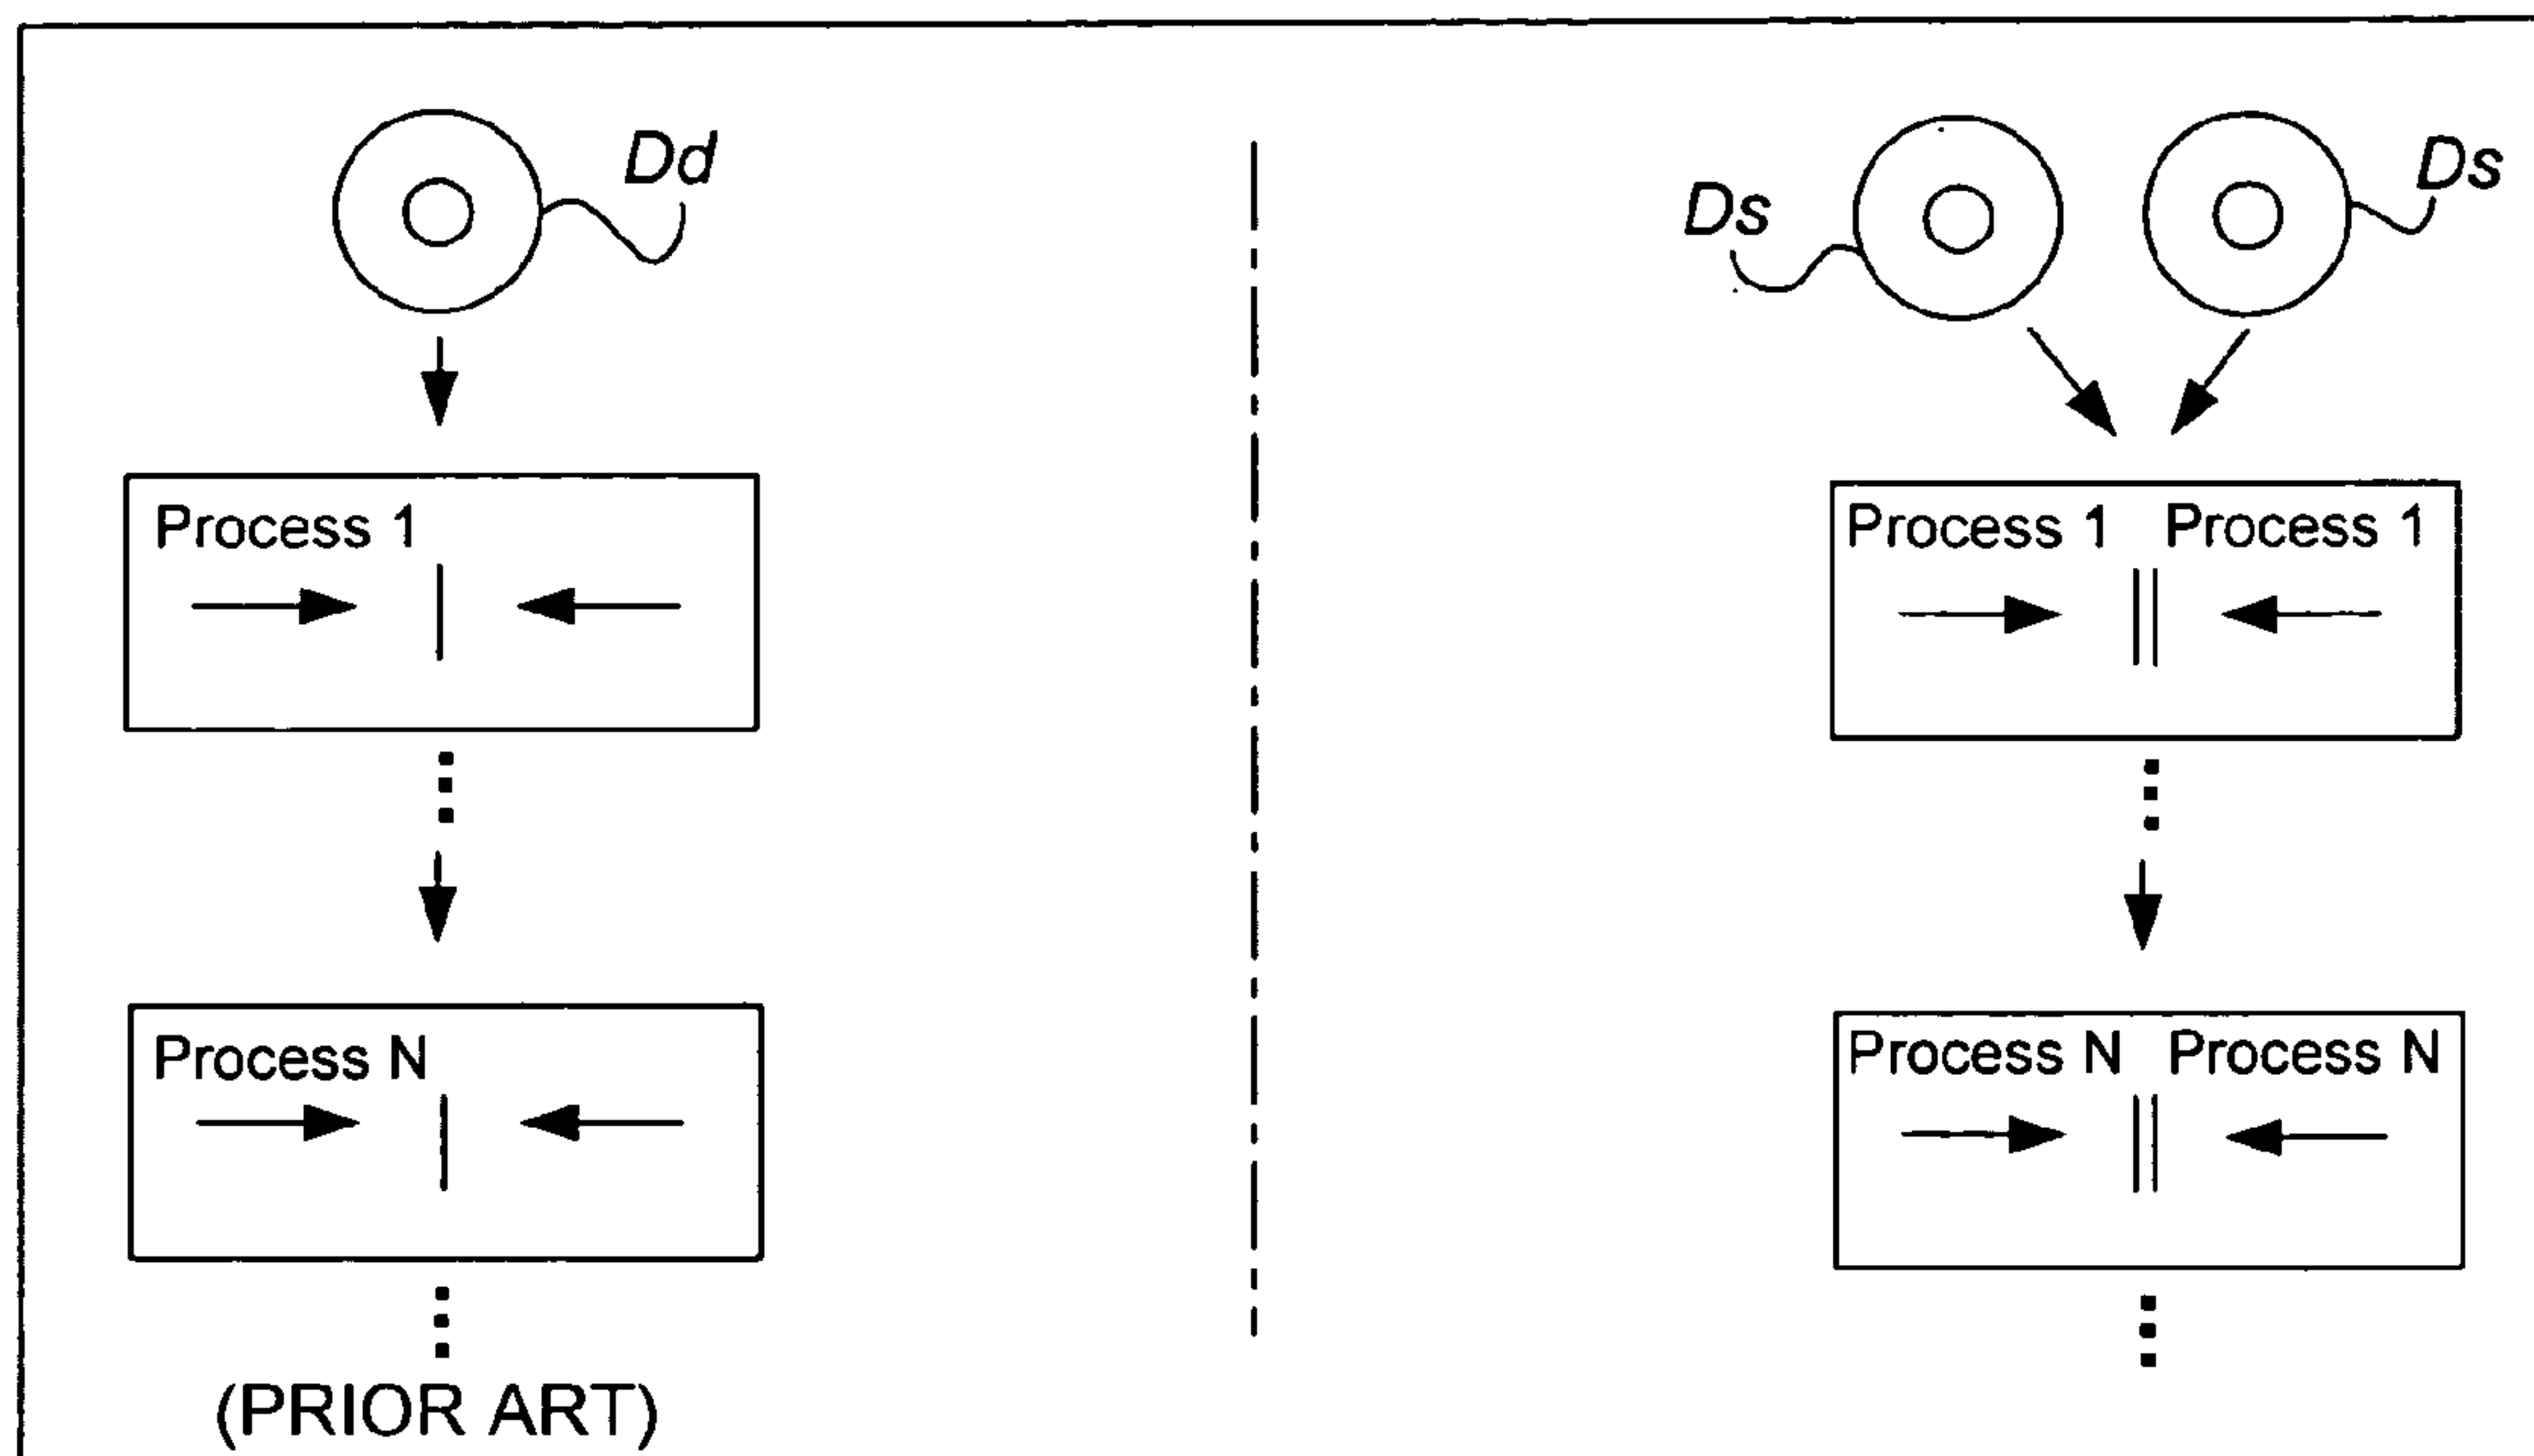 Dd
Process 1
Process N
(PRIOR ART)
Ds
Ds
Process 1 Process 1
Process N Process N